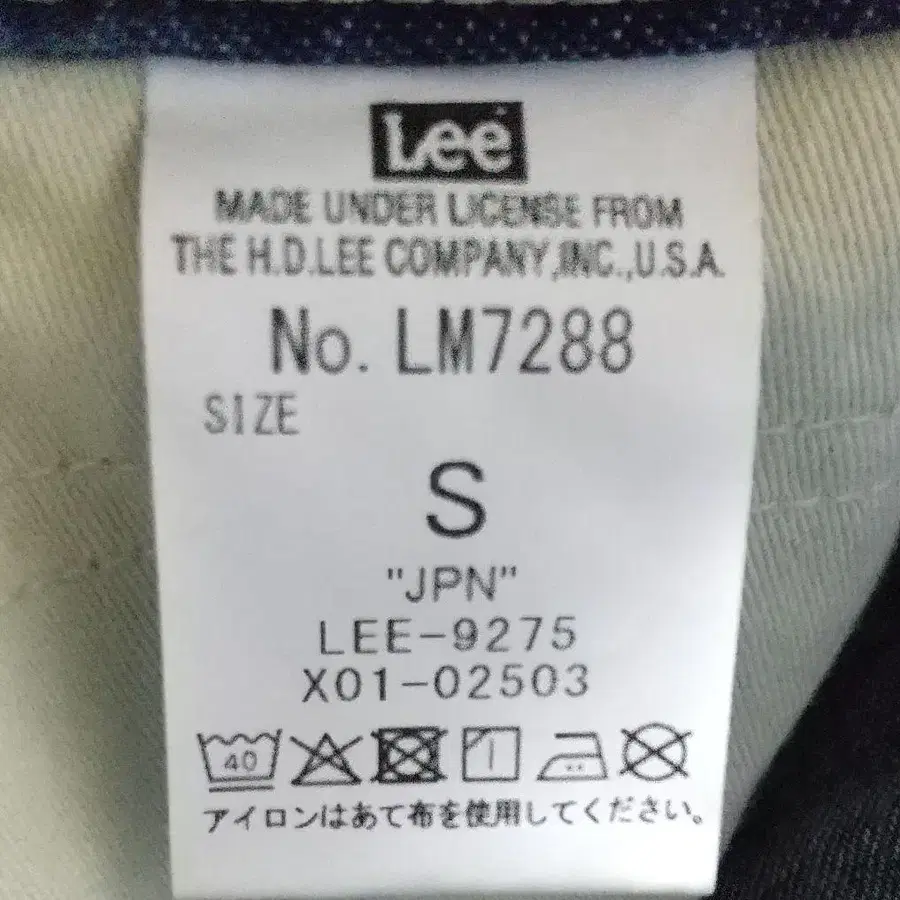 Lee
MADE UNDER LICENSE FROM
THE H.D.LEE COMPANY,INC.,U.S.A.
No. LM7288
SIZE
S
"JPN"
LEE-9275
X01-02503
40
アイロンはあて布を使用してください。